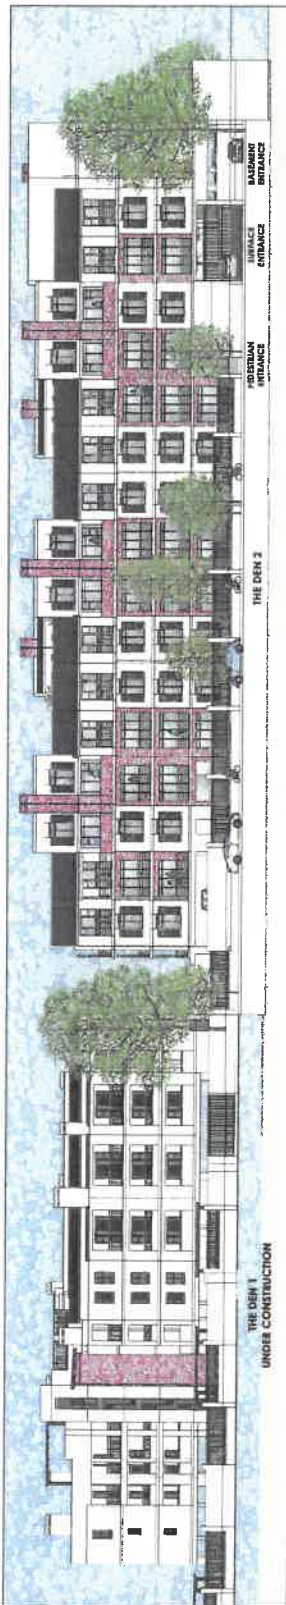 THE DEN 1
UNDER CONSTRUCTION
THE DEN 2
PEDESTRIAN
ENTRANCE
SURFACE
ENTRANCE
BASEMENT
ENTRANCE